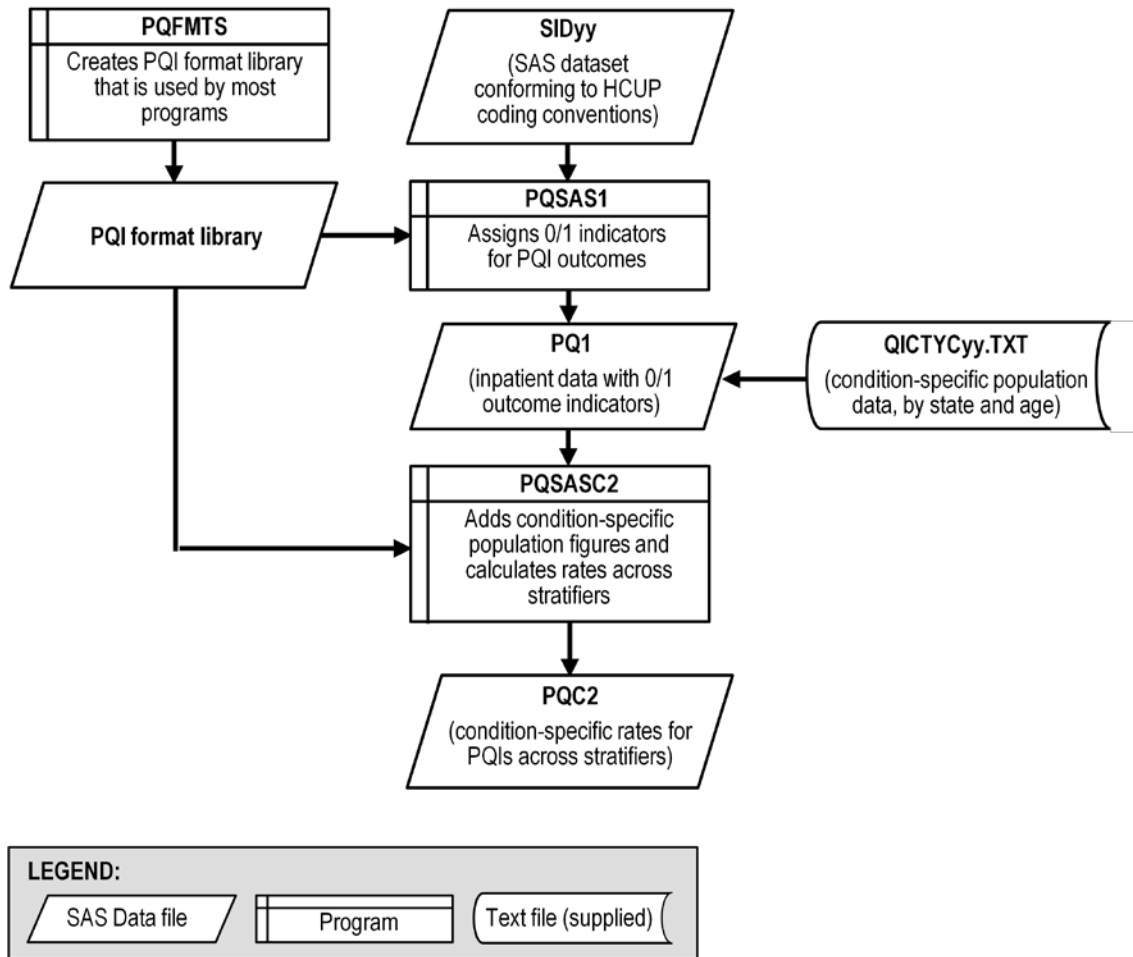 PQFMTS
Creates PQI format library
that is used by most
programs
SIDyy
(SAS dataset
conforming to HCUP
coding conventions)
PQI format library
PQSAS1
Assigns 0/1 indicators
for PQI outcomes
PQ1
(inpatient data with 0/1
outcome indicators)
QICTYCyy.TXT
(condition-specific population
data, by state and age)
PQSASC2
Adds condition-specific
population figures and
calculates rates across
stratifiers
PQC2
(condition-specific rates for
PQIs across stratifiers)
LEGEND:
SAS Data file
Program
Text file (supplied)